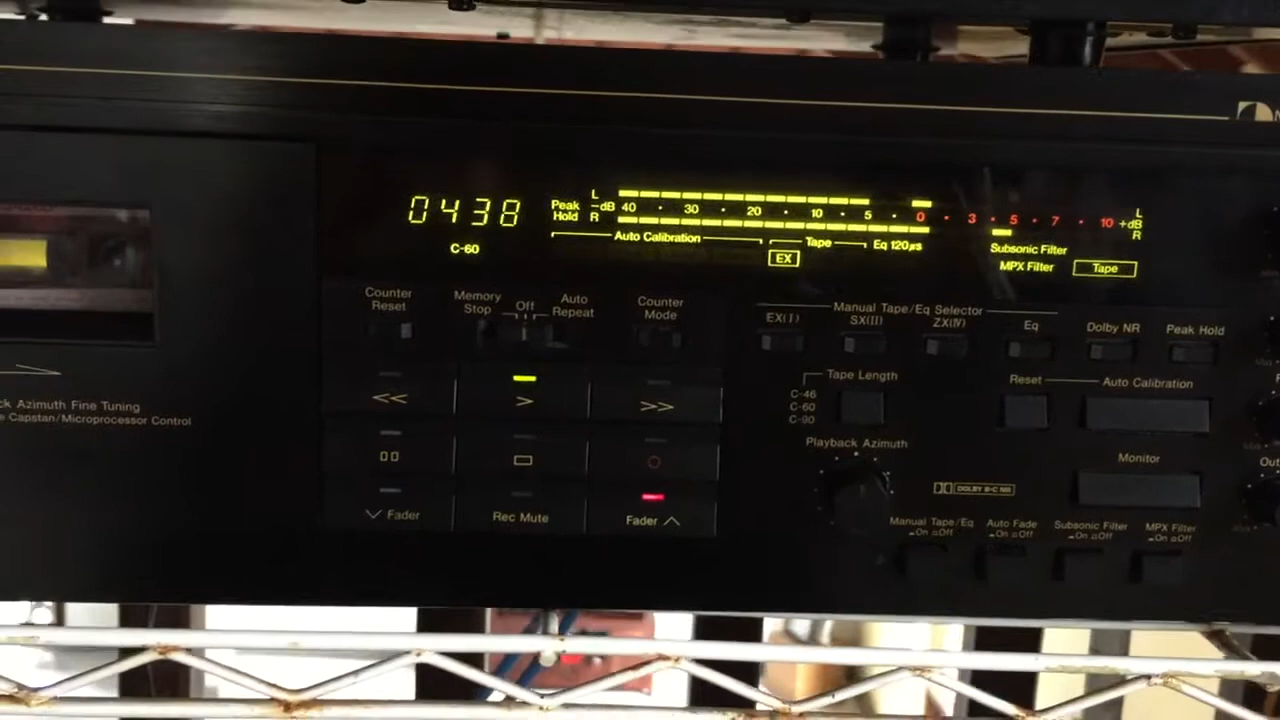 N
0438
C-60
Peak Hold
L
-dB
R
40 · 30 · 20 · 10 · 5 · 0 · 3 · 5 · 7 · 10
L
+dB
R
Auto Calibration
Tape
Eq 120µs
EX
Subsonic Filter
MPX Filter
Tape
Counter Reset
Memory Stop
Off
Auto Repeat
Counter Mode
Manual Tape/Eq Selector
EX(I)
SX(II)
ZX(IV)
Eq
Dolby NR
Peak Hold
<<
>
>>
Tape Length
C-46
C-60
C-90
Reset
Auto Calibration
ck Azimuth Fine Tuning
e Capstan/Microprocessor Control
Playback Azimuth
Monitor
DOLBY B-C NR
Fader
Rec Mute
Fader
Out
Manual Tape/Eq
On Off
Auto Fade
On Off
Subsonic Filter
On Off
MPX Filter
On Off